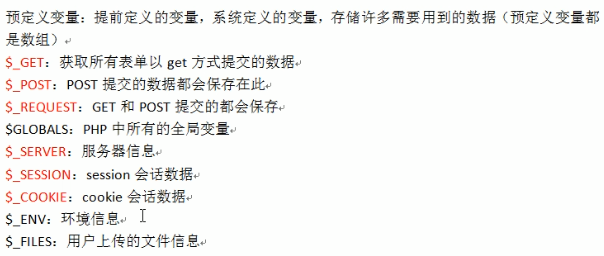 预定义变量：提前定义的变量，系统定义的变量，存储许多需要用到的数据（预定义变量都
是数组）
$_GET：获取所有表单以 get 方式提交的数据
$_POST：POST 提交的数据都会保存在此
$_REQUEST：GET 和 POST 提交的都会保存
$GLOBALS：PHP 中所有的全局变量
$_SERVER：服务器信息
$_SESSION：session 会话数据
$_COOKIE：cookie 会话数据
$_ENV：环境信息
$_FILES：用户上传的文件信息